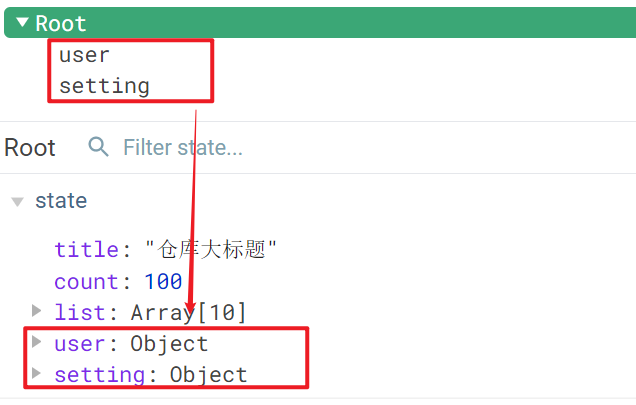 Root
user
setting
Root Filter state...
state
title: "仓库大标题"
count: 100
list: Array[10]
user: Object
setting: Object